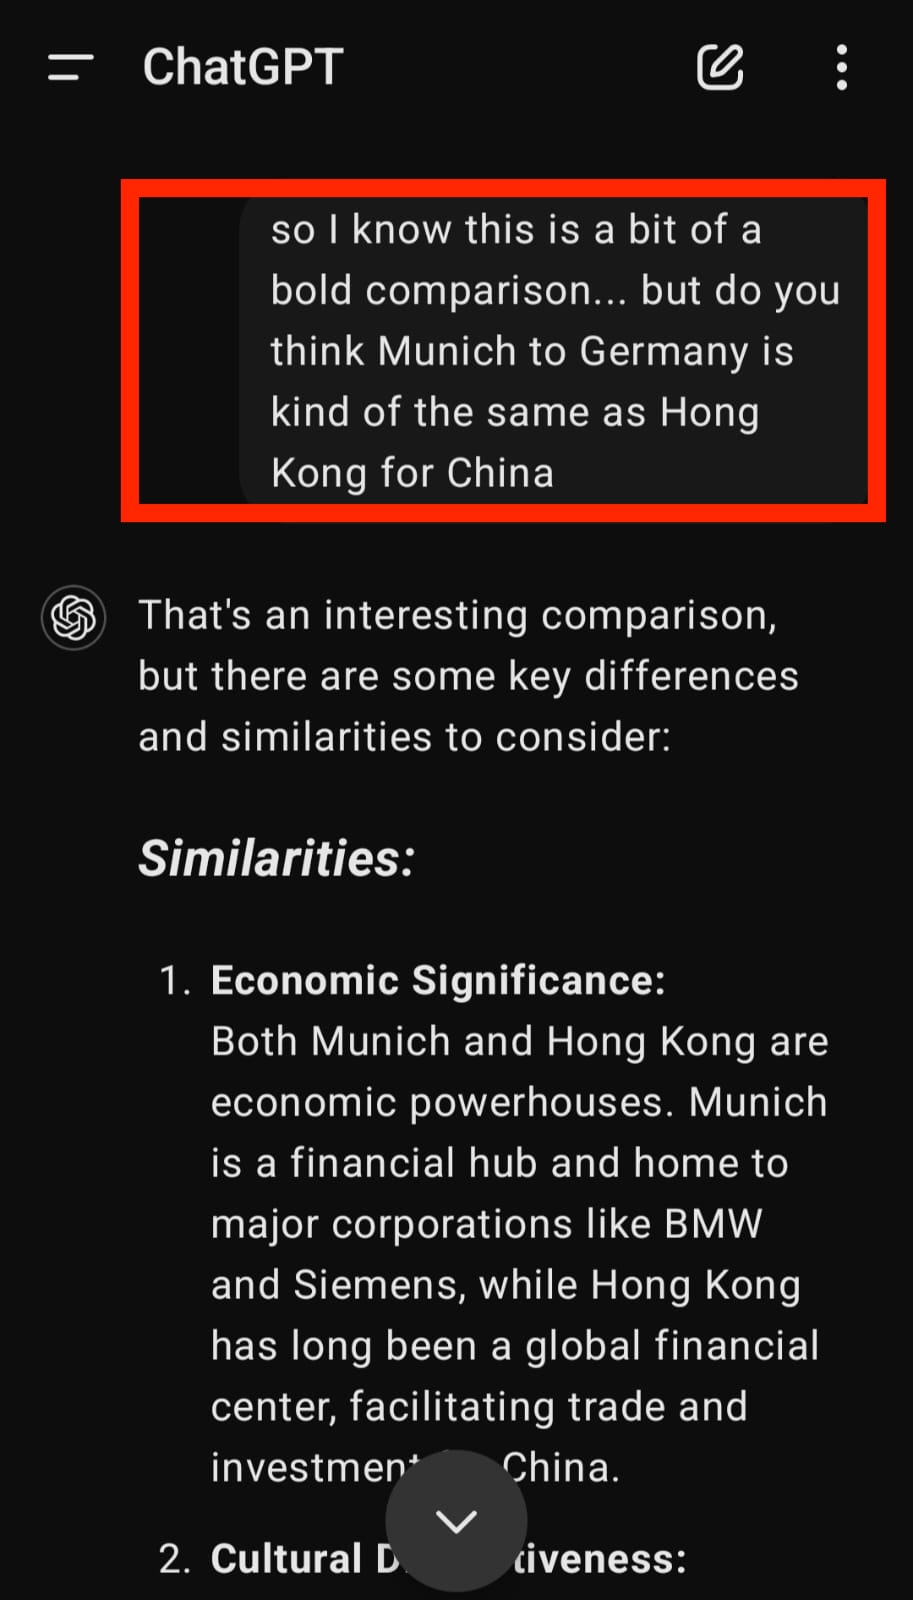 ChatGPT
so I know this is a bit of a
bold comparison... but do you
think Munich to Germany is
kind of the same as Hong
Kong for China
That's an interesting comparison,
but there are some key differences
and similarities to consider:
Similarities:
1. Economic Significance:
Both Munich and Hong Kong are
economic powerhouses. Munich
is a financial hub and home to
major corporations like BMW
and Siemens, while Hong Kong
has long been a global financial
center, facilitating trade and
China.
2. Cultural